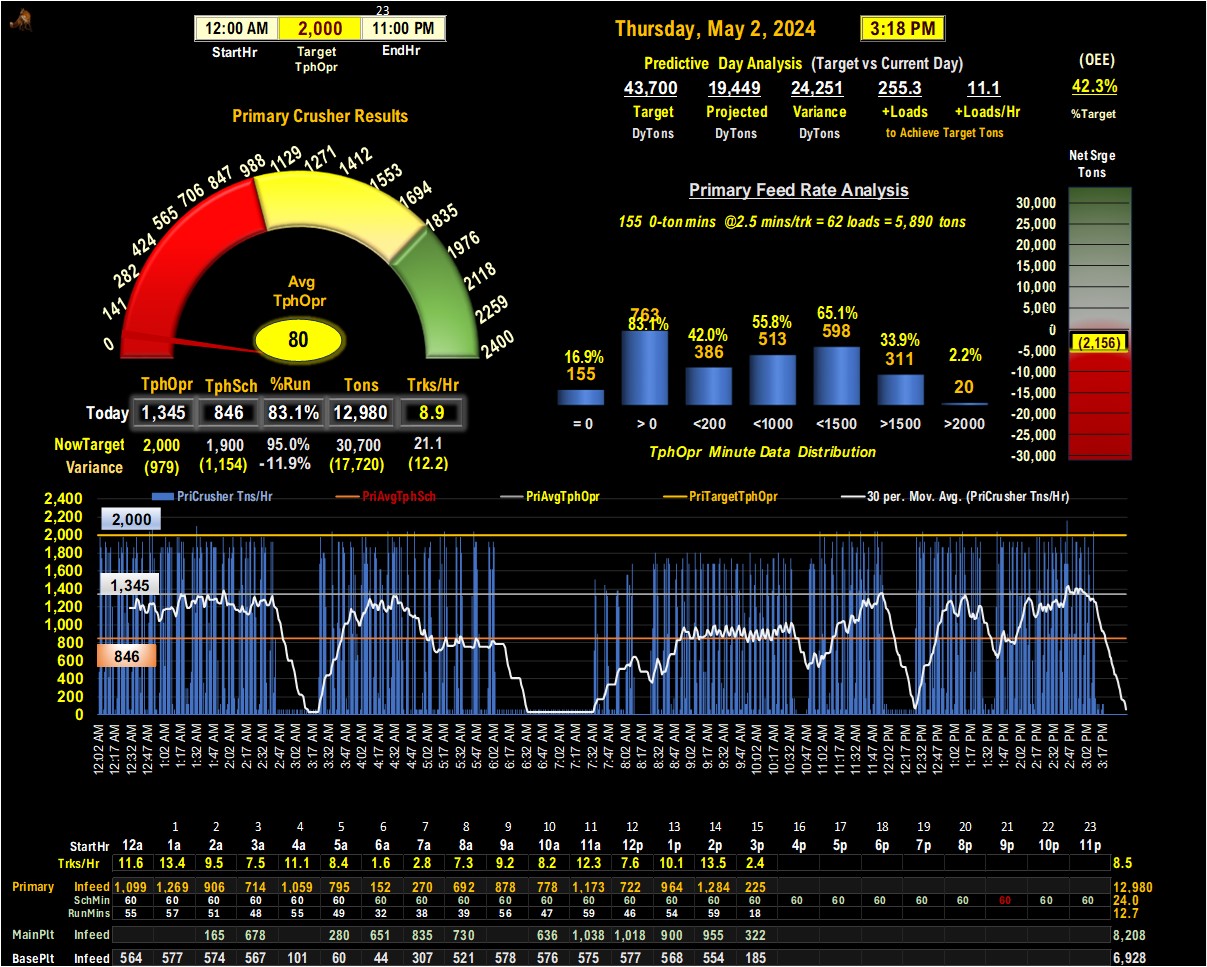 23
12:00 AM 2,000 11:00 PM
StartHr Target TphOpr EndHr
Thursday, May 2, 2024 3:18 PM
Predictive Day Analysis (Target vs Current Day)
43,700 19,449 24,251 255.3 11.1
Target Projected Variance +Loads +Loads/Hr
DyTons DyTons DyTons to Achieve Target Tons
(OEE)
42.3%
%Target
Primary Crusher Results
0 141 282 424 565 706 847 988 1129 1271 1412 1553 1694 1835 1976 2118 2259 2400
Avg
TphOpr
80
TphOpr TphSch %Run Tons Trks/Hr
Today 1,345 846 83.1% 12,980 8.9
NowTarget 2,000 1,900 95.0% 30,700 21.1
Variance (979) (1,154) -11.9% (17,720) (12.2)
Primary Feed Rate Analysis
155 0-ton mins @2.5 mins/trk = 62 loads = 5,890 tons
16.9% 83.1% 42.0% 55.8% 65.1% 33.9% 2.2%
155 763 386 513 598 311 20
= 0 > 0 <200 <1000 <1500 >1500 >2000
TphOpr Minute Data Distribution
Net Srge
Tons
30,000
25,000
20,000
15,000
10,000
5,000
0
(2,156)
-5,000
-10,000
-15,000
-20,000
-25,000
-30,000
PriCrusher Tns/Hr PriAvgTphSch PriAvgTphOpr PriTargetTphOpr 30 per. Mov. Avg. (PriCrusher Tns/Hr)
2,400
2,200
2,000
1,800
1,600
1,400
1,200
1,000
800
600
400
200
0
2,000
1,345
846
12:02 AM 12:17 AM 12:32 AM 12:47 AM 1:02 AM 1:17 AM 1:32 AM 1:47 AM 2:02 AM 2:17 AM 2:32 AM 2:47 AM 3:02 AM 3:17 AM 3:32 AM 3:47 AM 4:02 AM 4:17 AM 4:32 AM 4:47 AM 5:02 AM 5:17 AM 5:32 AM 5:47 AM 6:02 AM 6:17 AM 6:32 AM 6:47 AM 7:02 AM 7:17 AM 7:32 AM 7:47 AM 8:02 AM 8:17 AM 8:32 AM 8:47 AM 9:02 AM 9:17 AM 9:32 AM 9:47 AM 10:02 AM 10:17 AM 10:32 AM 10:47 AM 11:02 AM 11:17 AM 11:32 AM 11:47 AM 12:02 PM 12:17 PM 12:32 PM 12:47 PM 1:02 PM 1:17 PM 1:32 PM 1:47 PM 2:02 PM 2:17 PM 2:32 PM 2:47 PM 3:02 PM 3:17 PM
1 2 3 4 5 6 7 8 9 10 11 12 13 14 15 16 17 18 19 20 21 22 23
StartHr 12a 1a 2a 3a 4a 5a 6a 7a 8a 9a 10a 11a 12p 1p 2p 3p 4p 5p 6p 7p 8p 9p 10p 11p
Trks/Hr 11.6 13.4 9.5 7.5 11.1 8.4 1.6 2.8 7.3 9.2 8.2 12.3 7.6 10.1 13.5 2.4 8.5
Primary Infeed 1,099 1,269 906 714 1,059 795 152 270 692 878 778 1,173 722 964 1,284 225 12,980
SchMin 60 60 60 60 60 60 60 60 60 60 60 60 60 60 60 60 60 60 60 60 60 60 60 60 24.0
RunMins 55 57 51 48 55 49 32 38 39 56 47 59 46 54 59 18 12.7
MainPlt Infeed 165 678 280 651 835 730 636 1,038 1,018 900 955 322 8,208
BasePlt Infeed 564 577 574 567 101 60 44 307 521 578 576 575 577 568 554 185 6,928